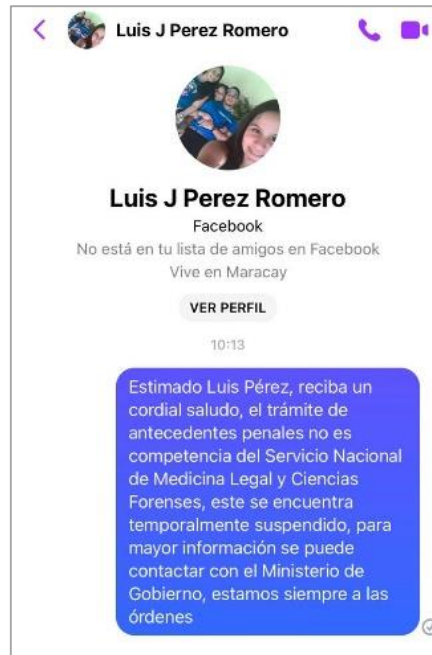 Luis J Perez Romero
Luis J Perez Romero
Facebook
No está en tu lista de amigos en Facebook
Vive en Maracay
VER PERFIL
10:13
Estimado Luis Pérez, reciba un
cordial saludo, el trámite de
antecedentes penales no es
competencia del Servicio Nacional
de Medicina Legal y Ciencias
Forenses, este se encuentra
temporalmente suspendido, para
mayor información se puede
contactar con el Ministerio de
Gobierno, estamos siempre a las
órdenes